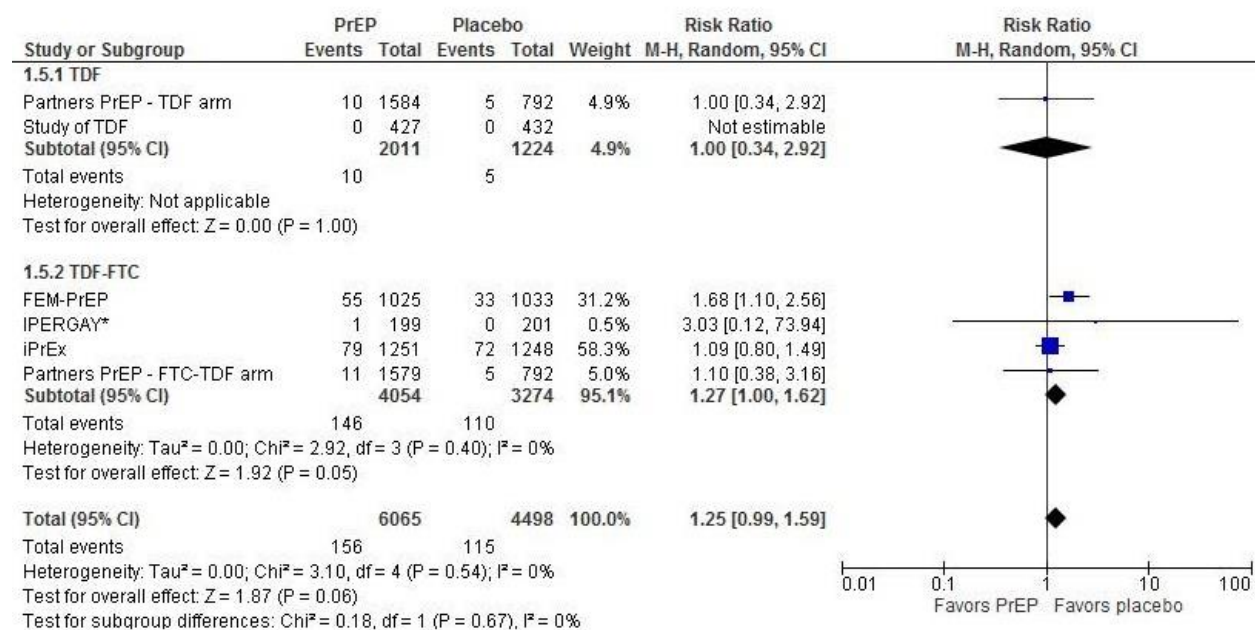 PrEP Placebo Risk Ratio Risk Ratio
Study or Subgroup Events Total Events Total Weight M-H, Random, 95% CI M-H, Random, 95% CI
1.5.1 TDF
Partners PrEP - TDF arm 10 1584 5 792 4.9% 1.00 [0.34, 2.92]
Study of TDF 0 427 0 432 Not estimable
Subtotal (95% CI) 2011 1224 4.9% 1.00 [0.34, 2.92]
Total events 10 5
Heterogeneity: Not applicable
Test for overall effect: Z = 0.00 (P = 1.00)
1.5.2 TDF-FTC
FEM-PrEP 55 1025 33 1033 31.2% 1.68 [1.10, 2.56]
IPERGAY* 1 199 0 201 0.5% 3.03 [0.12, 73.94]
iPrEx 79 1251 72 1248 58.3% 1.09 [0.80, 1.49]
Partners PrEP - FTC-TDF arm 11 1579 5 792 5.0% 1.10 [0.38, 3.16]
Subtotal (95% CI) 4054 3274 95.1% 1.27 [1.00, 1.62]
Total events 146 110
Heterogeneity: Tau² = 0.00; Chi² = 2.92, df = 3 (P = 0.40); I² = 0%
Test for overall effect: Z = 1.92 (P = 0.05)
Total (95% CI) 6065 4498 100.0% 1.25 [0.99, 1.59]
Total events 156 115
Heterogeneity: Tau² = 0.00; Chi² = 3.10, df = 4 (P = 0.54); I² = 0%
Test for overall effect: Z = 1.87 (P = 0.06)
Test for subgroup differences: Chi² = 0.18, df = 1 (P = 0.67), I² = 0%
0.01 0.1 1 10 100
Favors PrEP Favors placebo